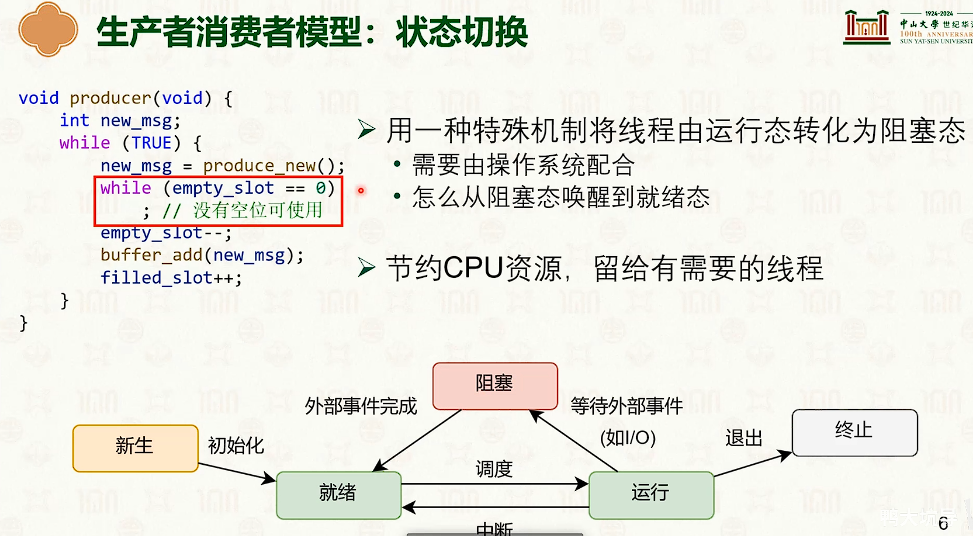 生产者消费者模型：状态切换
1924-2024
中山大學 世纪华
100th ANNIVERSA
SUN YAT-SEN UNIVERSIT
void producer(void) {
int new_msg;
while (TRUE) {
new_msg = produce_new();
while (empty_slot == 0)
; // 没有空位可使用
empty_slot--;
buffer_add(new_msg);
filled_slot++;
}
}
➢ 用一种特殊机制将线程由运行态转化为阻塞态
• 需要由操作系统配合
• 怎么从阻塞态唤醒到就绪态
➢ 节约CPU资源，留给有需要的线程
阻塞
外部事件完成
等待外部事件
(如I/O)
新生
初始化
退出
终止
就绪
调度
运行
中断
6